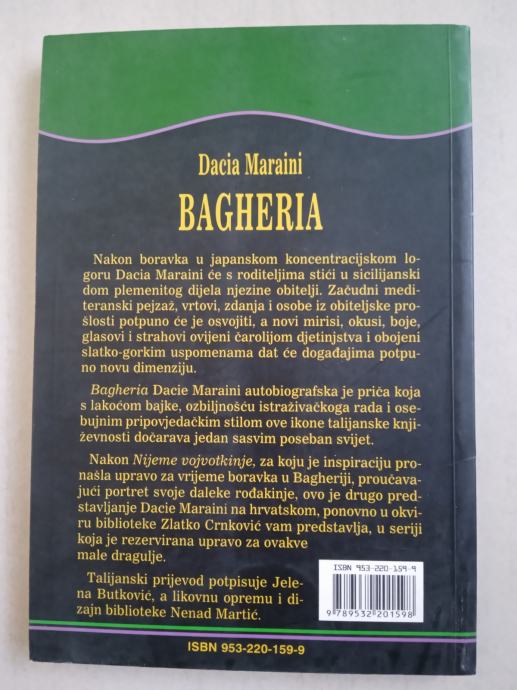 Dacia Maraini
BAGHERIA
Nakon boravka u japanskom koncentracijskom lo-
goru Dacia Maraini će s roditeljima stići u sicilijanski
dom plemenitog dijela njezine obitelji. Začudni medi-
teranski pejzaž, vrtovi, zdanja i osobe iz obiteljske pro-
šlosti potpuno će je osvojiti, a novi mirisi, okusi, boje,
glasovi i strahovi ovijeni čarolijom djetinjstva i obojeni
slatko-gorkim uspomenama dat će događajima potpu-
no novu dimenziju.
Bagheria Dacie Maraini autobiografska je priča koja
s lakoćom bajke, ozbiljnošću istraživačkoga rada i ose-
bujnim pripovjedačkim stilom ove ikone talijanske knji-
ževnosti dočarava jedan sasvim poseban svijet.
Nakon Nijeme vojvotkinje, za koju je inspiraciju pro-
našla upravo za vrijeme boravka u Bagheriji, proučava-
jući portret svoje daleke rođakinje, ovo je drugo pred-
stavljanje Dacie Maraini na hrvatskom, ponovno u okvi-
ru biblioteke Zlatko Crnković vam predstavlja, u seriji
koja je rezervirana upravo za ovakve
male dragulje.
Talijanski prijevod potpisuje Jele-
na Butković, a likovnu opremu i di-
zajn biblioteke Nenad Martić.
ISBN 953-220-159-9
9 789532 201598
ISBN 953-220-159-9